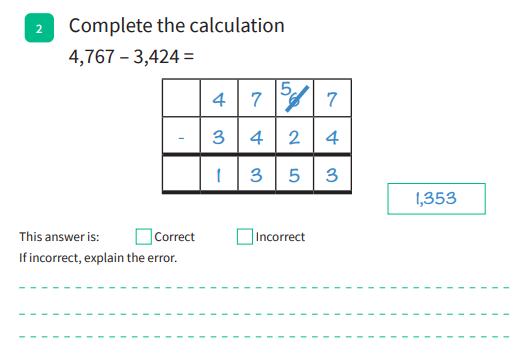 2 Complete the calculation
4,767 – 3,424 =
4 7 5 6 7
- 3 4 2 4
1 3 5 3
1,353
This answer is: Correct Incorrect
If incorrect, explain the error.